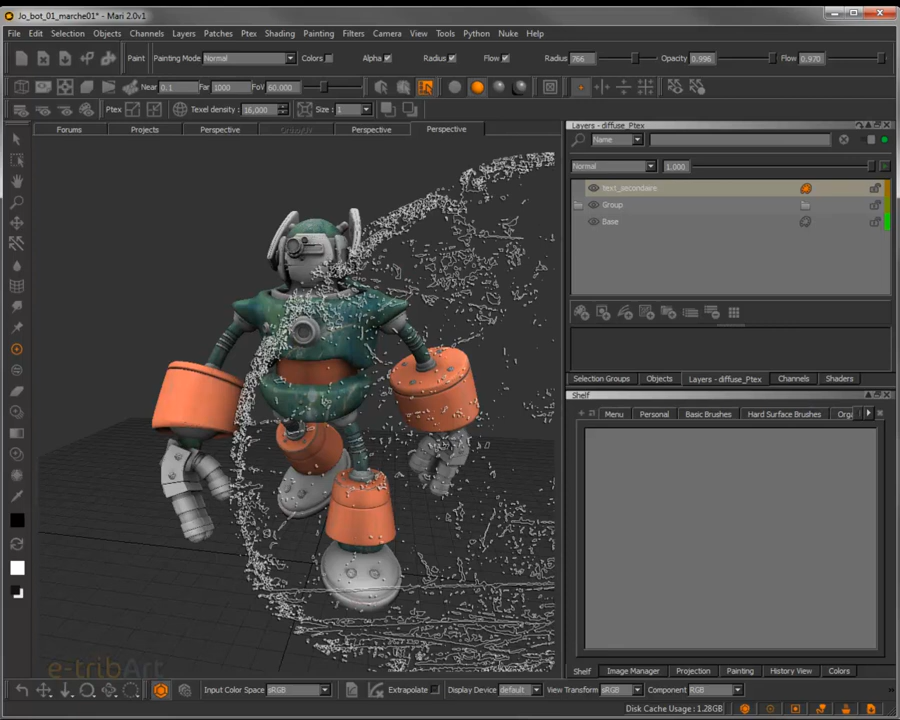 Jo_bot_01_marche01* - Mari 2.0v1
File Edit Selection Objects Channels Layers Patches Ptex Shading Painting Filters Camera View Tools Python Nuke Help
Paint Painting Mode Normal Colors Alpha Radius Flow Radius 766 Opacity 0.996 Flow 0.970
Near 0.1 Far 1000 FoV 60.000
Ptex Texel density: 16,000 Size: 1
Forums Projects Perspective Perspective Perspective
Layers - diffuse_Ptex
Name
Normal 1.000
test_secondaire
Group
Base
Selection Groups Objects Layers - diffuse_Ptex Channels Shaders
Shelf
Menu Personal Basic Brushes Hard Surface Brushes Orga
e-tribArt
Shelf Image Manager Projection Painting History View Colors
Input Color Space sRGB Extrapolate Display Device default View Transform sRGB Component RGB
Disk Cache Usage : 1.28GB